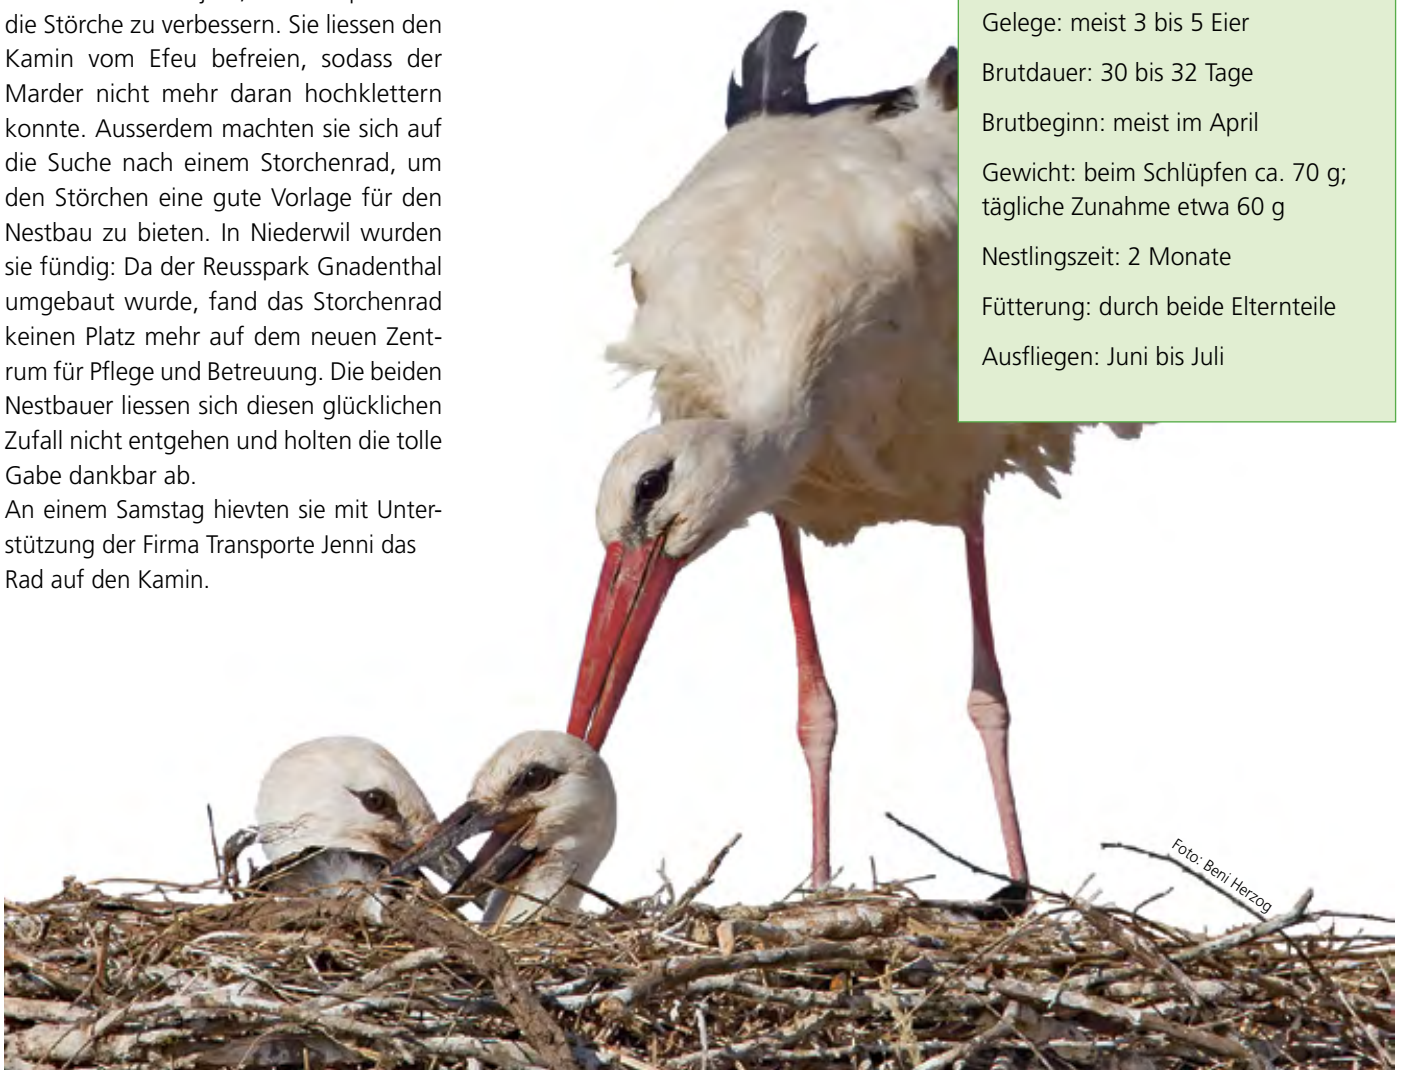 die Störche zu verbessern. Sie liessen den
Kamin vom Efeu befreien, sodass der
Marder nicht mehr daran hochklettern
konnte. Ausserdem machten sie sich auf
die Suche nach einem Storchenrad, um
den Störchen eine gute Vorlage für den
Nestbau zu bieten. In Niederwil wurden
sie fündig: Da der Reusspark Gnadenthal
umgebaut wurde, fand das Storchenrad
keinen Platz mehr auf dem neuen Zent-
rum für Pflege und Betreuung. Die beiden
Nestbauer liessen sich diesen glücklichen
Zufall nicht entgehen und holten die tolle
Gabe dankbar ab.
An einem Samstag hievten sie mit Unter-
stützung der Firma Transporte Jenni das
Rad auf den Kamin.
Gelege: meist 3 bis 5 Eier
Brutdauer: 30 bis 32 Tage
Brutbeginn: meist im April
Gewicht: beim Schlüpfen ca. 70 g;
tägliche Zunahme etwa 60 g
Nestlingszeit: 2 Monate
Fütterung: durch beide Elternteile
Ausfliegen: Juni bis Juli
Foto: Beni Herzog